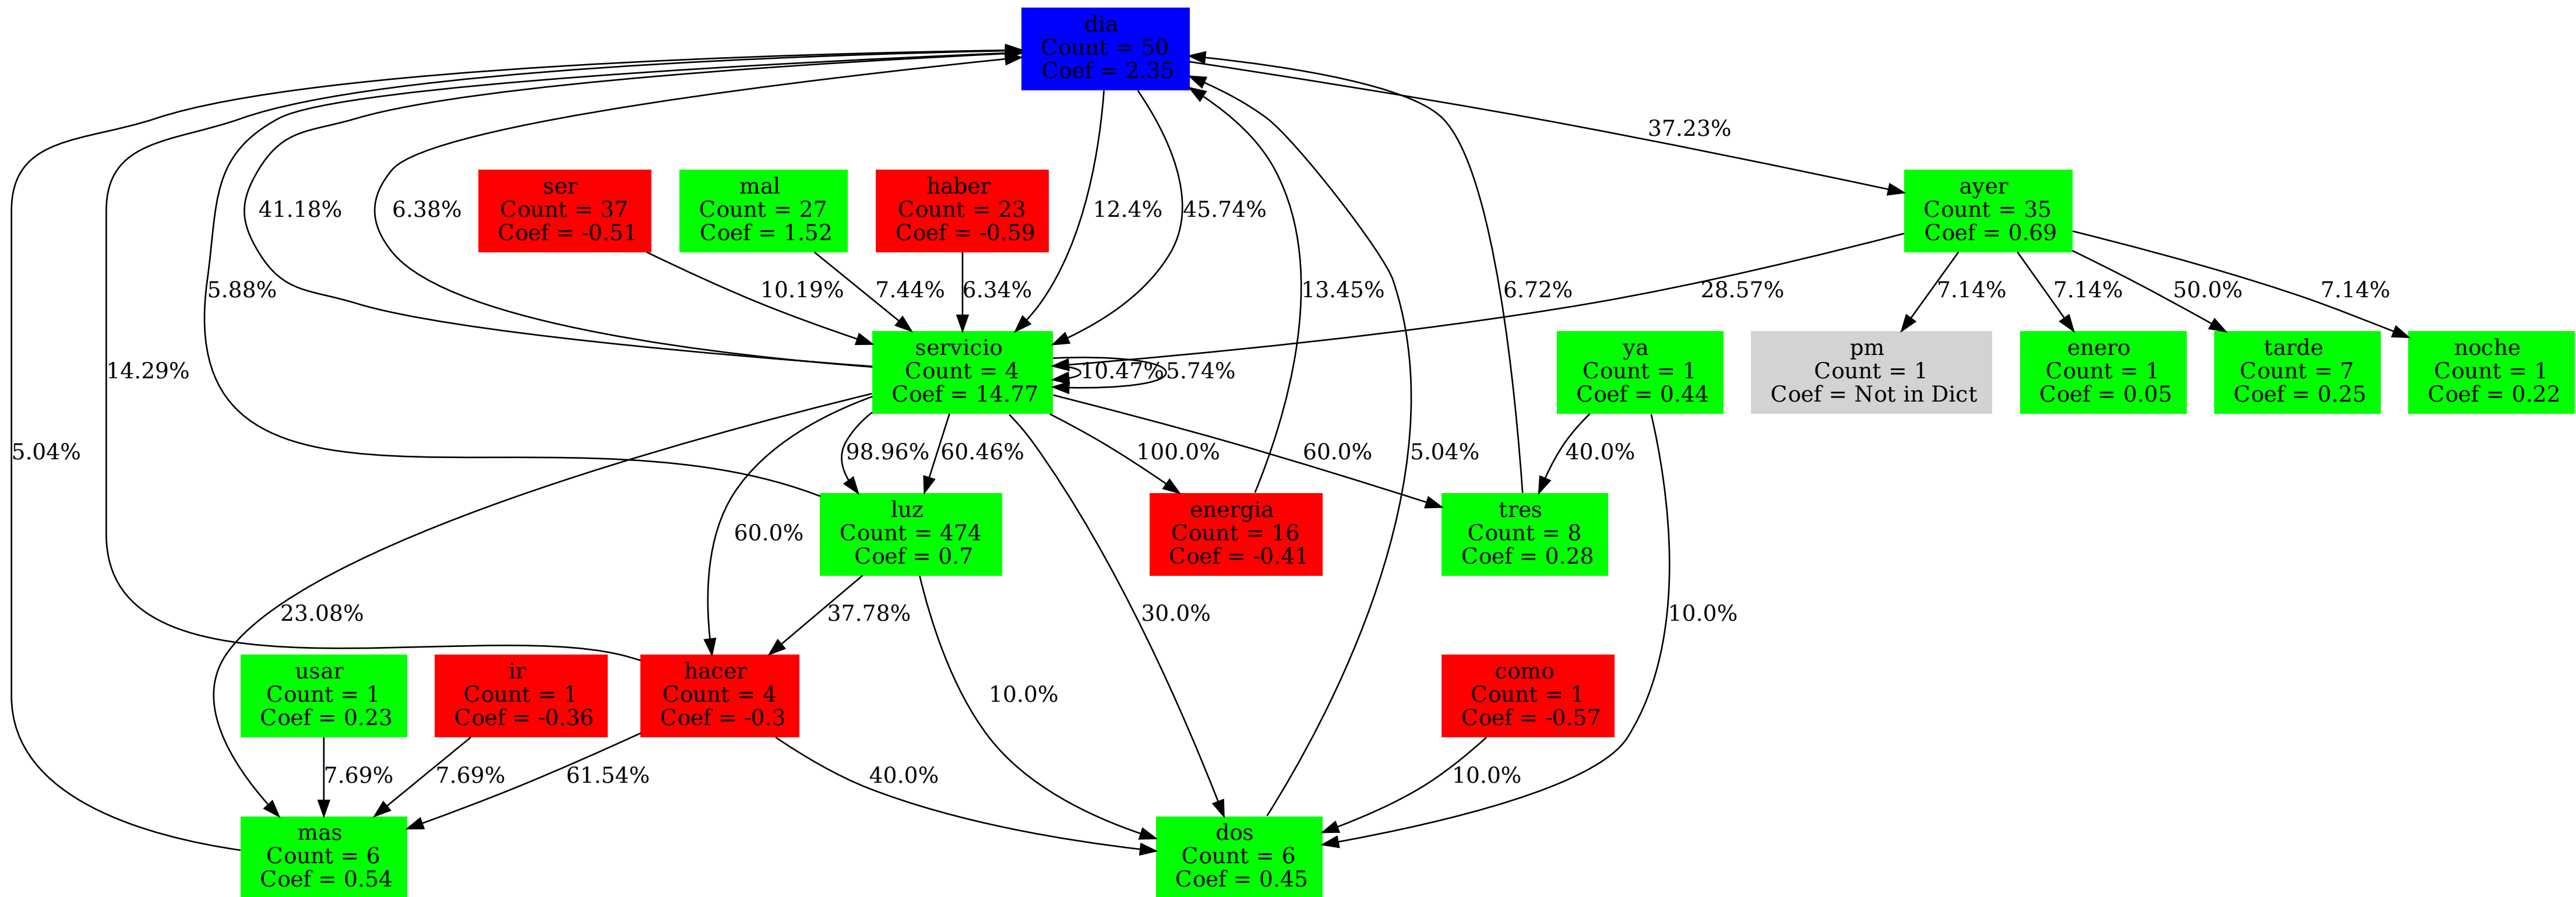 dia
Count = 50
Coef = 2.35
37.23%
ser
Count = 37
Coef = -0.51
mal
Count = 27
Coef = 1.52
haber
Count = 23
Coef = -0.59
ayer
Count = 35
Coef = 0.69
41.18%
6.38%
12.4%
45.74%
5.88%
10.19%
7.44%
6.34%
13.45%
6.72%
28.57%
7.14%
7.14%
50.0%
7.14%
servicio
Count = 4
Coef = 14.77
ya
Count = 1
Coef = 0.44
pm
Count = 1
Coef = Not in Dict
enero
Count = 1
Coef = 0.05
tarde
Count = 7
Coef = 0.25
noche
Count = 1
Coef = 0.22
14.29%
10.47%
5.74%
5.04%
98.96%
60.46%
100.0%
60.0%
5.04%
40.0%
luz
Count = 474
Coef = 0.7
energia
Count = 16
Coef = -0.41
tres
Count = 8
Coef = 0.28
60.0%
23.08%
37.78%
30.0%
10.0%
usar
Count = 1
Coef = 0.23
ir
Count = 1
Coef = -0.36
hacer
Count = 4
Coef = -0.3
como
Count = 1
Coef = -0.57
10.0%
7.69%
7.69%
61.54%
40.0%
10.0%
mas
Count = 6
Coef = 0.54
dos
Count = 6
Coef = 0.45